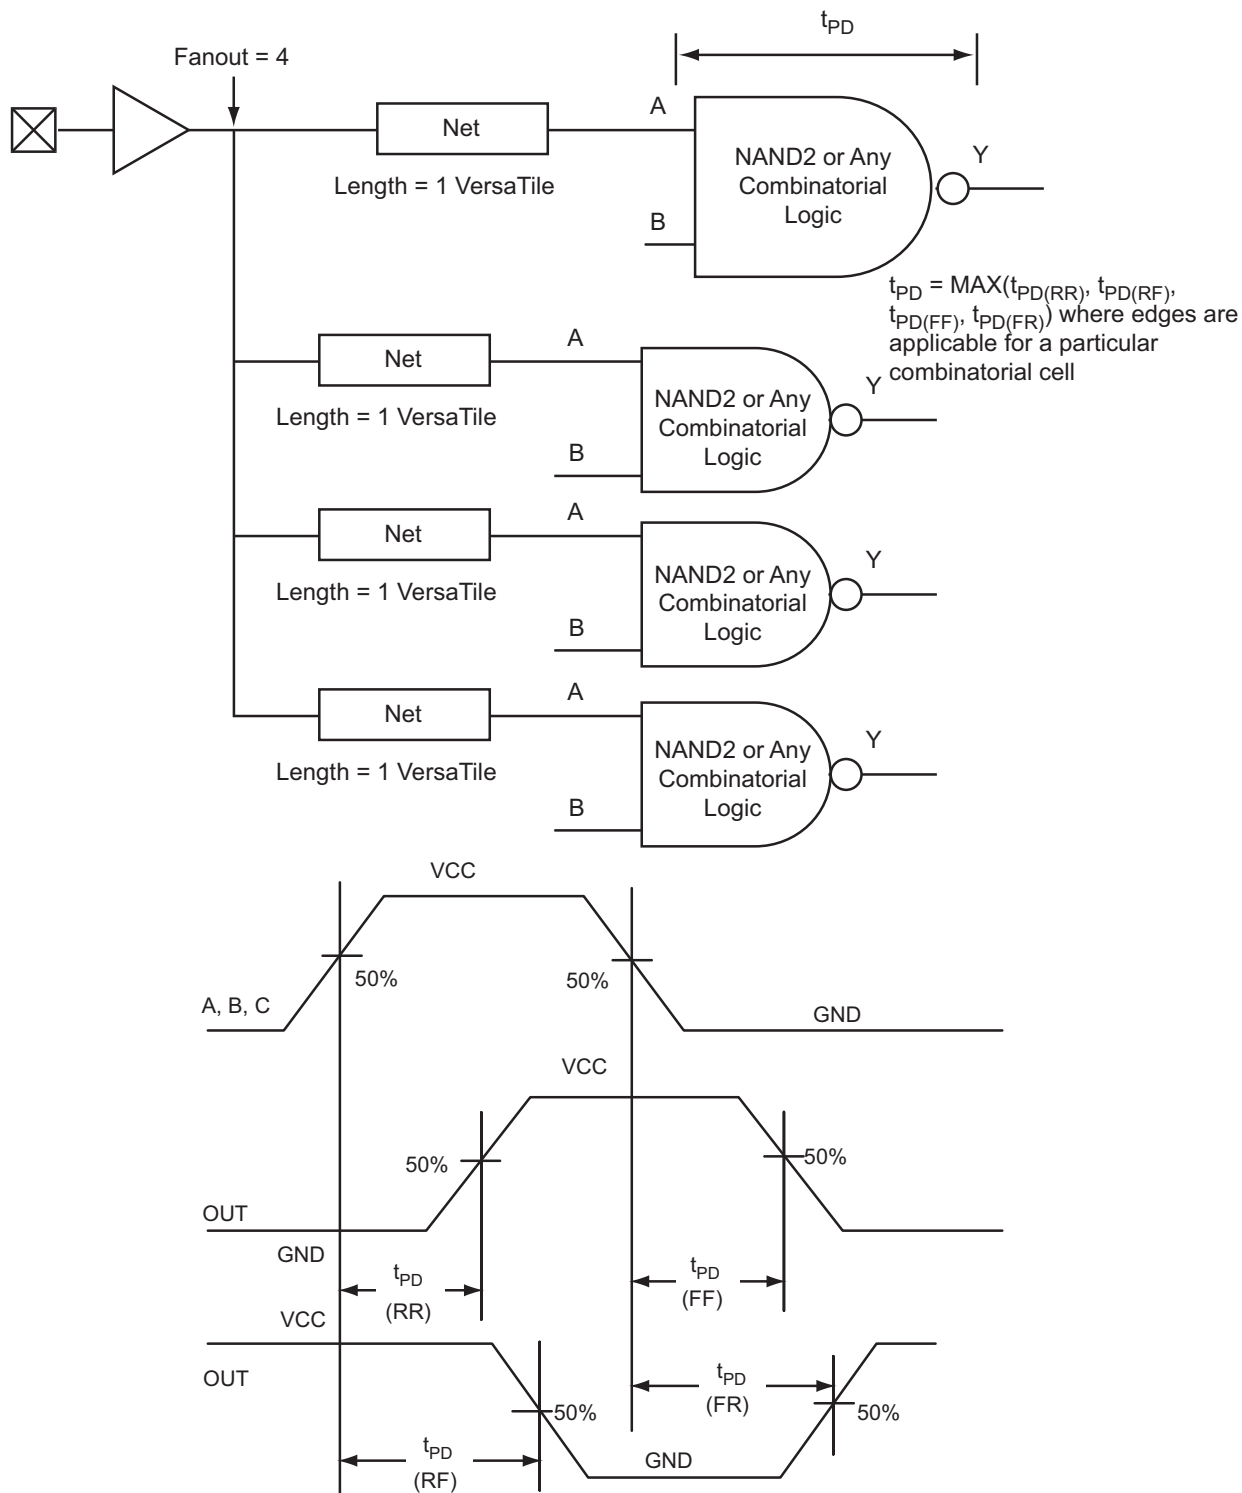 tPD
Fanout = 4
A
Net
NAND2 or Any
Combinatorial
Logic
Y
Length = 1 VersaTile
B
tPD = MAX(tPD(RR), tPD(RF),
tPD(FF), tPD(FR)) where edges are
applicable for a particular
combinatorial cell
A
Net
Y
NAND2 or Any
Combinatorial
Logic
Length = 1 VersaTile
B
A
Net
Y
NAND2 or Any
Combinatorial
Logic
Length = 1 VersaTile
B
A
Net
Y
NAND2 or Any
Combinatorial
Logic
Length = 1 VersaTile
B
VCC
50%
50%
A, B, C
GND
VCC
50%
50%
OUT
GND
tPD
(RR)
tPD
(FF)
VCC
OUT
tPD
(FR)
50%
50%
tPD
(RF)
GND